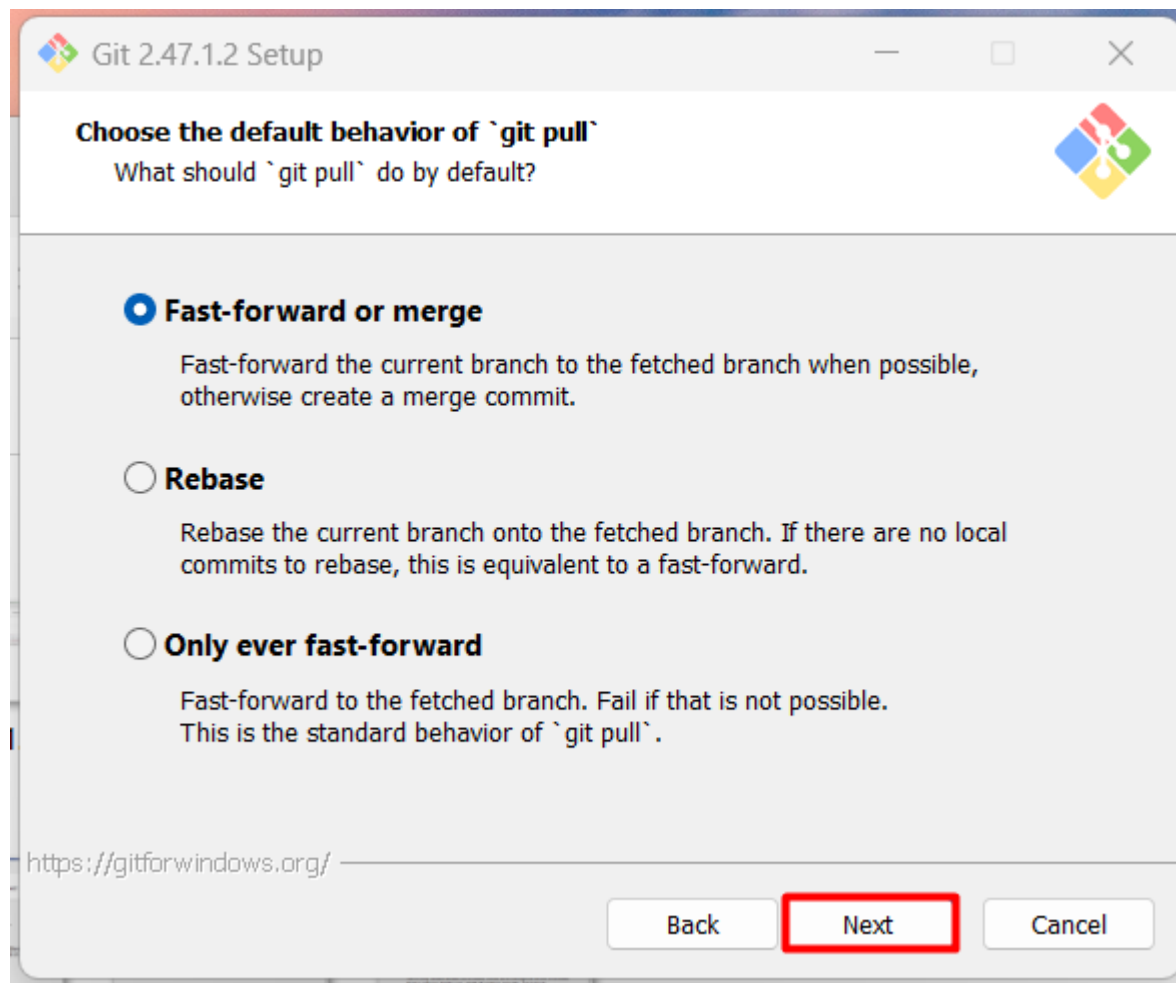 Git 2.47.1.2 Setup
Choose the default behavior of `git pull`
What should `git pull` do by default?
Fast-forward or merge
Fast-forward the current branch to the fetched branch when possible,
otherwise create a merge commit.
Rebase
Rebase the current branch onto the fetched branch. If there are no local
commits to rebase, this is equivalent to a fast-forward.
Only ever fast-forward
Fast-forward to the fetched branch. Fail if that is not possible.
This is the standard behavior of `git pull`.
https://gitforwindows.org/
Back Next Cancel